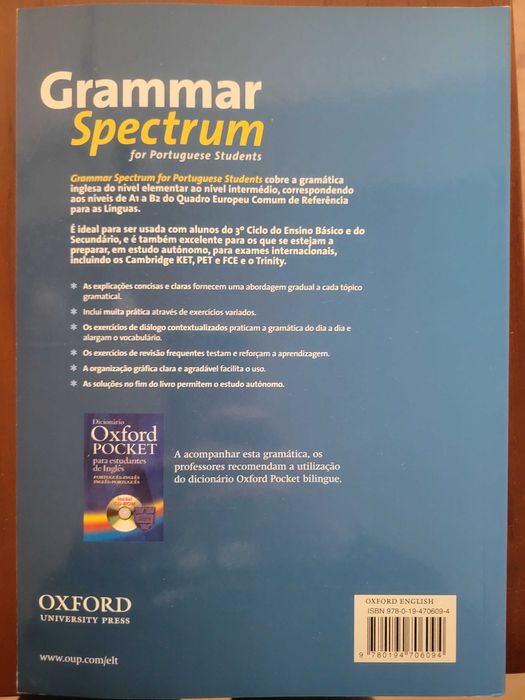 Grammar
Spectrum
for Portuguese Students
Grammar Spectrum for Portuguese Students cobre a gramática
inglesa do nível elementar ao nível intermédio, correspondendo
aos níveis de A1 a B2 do Quadro Europeu Comum de Referência
para as Línguas.
É ideal para ser usada com alunos do 3º Ciclo do Ensino Básico e do
Secundário, e é também excelente para os que se estejam a
preparar, em estudo autónomo, para exames internacionais,
incluindo os Cambridge KET, PET e FCE e o Trinity.
* As explicações concisas e claras fornecem uma abordagem gradual a cada tópico
gramatical.
* Inclui muita prática através de exercícios variados.
* Os exercícios de diálogo contextualizados praticam a gramática do dia a dia e
alargam o vocabulário.
* Os exercícios de revisão frequentes testam e reforçam a aprendizagem.
* A organização gráfica clara e agradável facilita o uso.
* As soluções no fim do livro permitem o estudo autónomo.
Dicionário
Oxford
POCKET
para estudantes
de Inglês
PORTUGUÊS-INGLÊS
INGLÊS-PORTUGUÊS
CD-ROM
A acompanhar esta gramática, os
professores recomendam a utilização
do dicionário Oxford Pocket bilingue.
OXFORD
UNIVERSITY PRESS
www.oup.com/elt
OXFORD ENGLISH
ISBN 978-0-19-470609-4
9 780194 706094